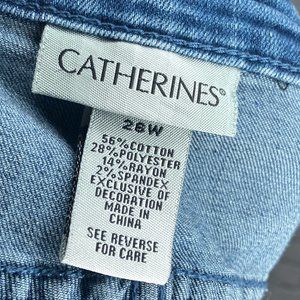 CATHERINES®
26W
56%COTTON
28%POLYESTER
14%RAYON
2%SPANDEX
EXCLUSIVE OF
DECORATION
MADE IN
CHINA
SEE REVERSE
FOR CARE